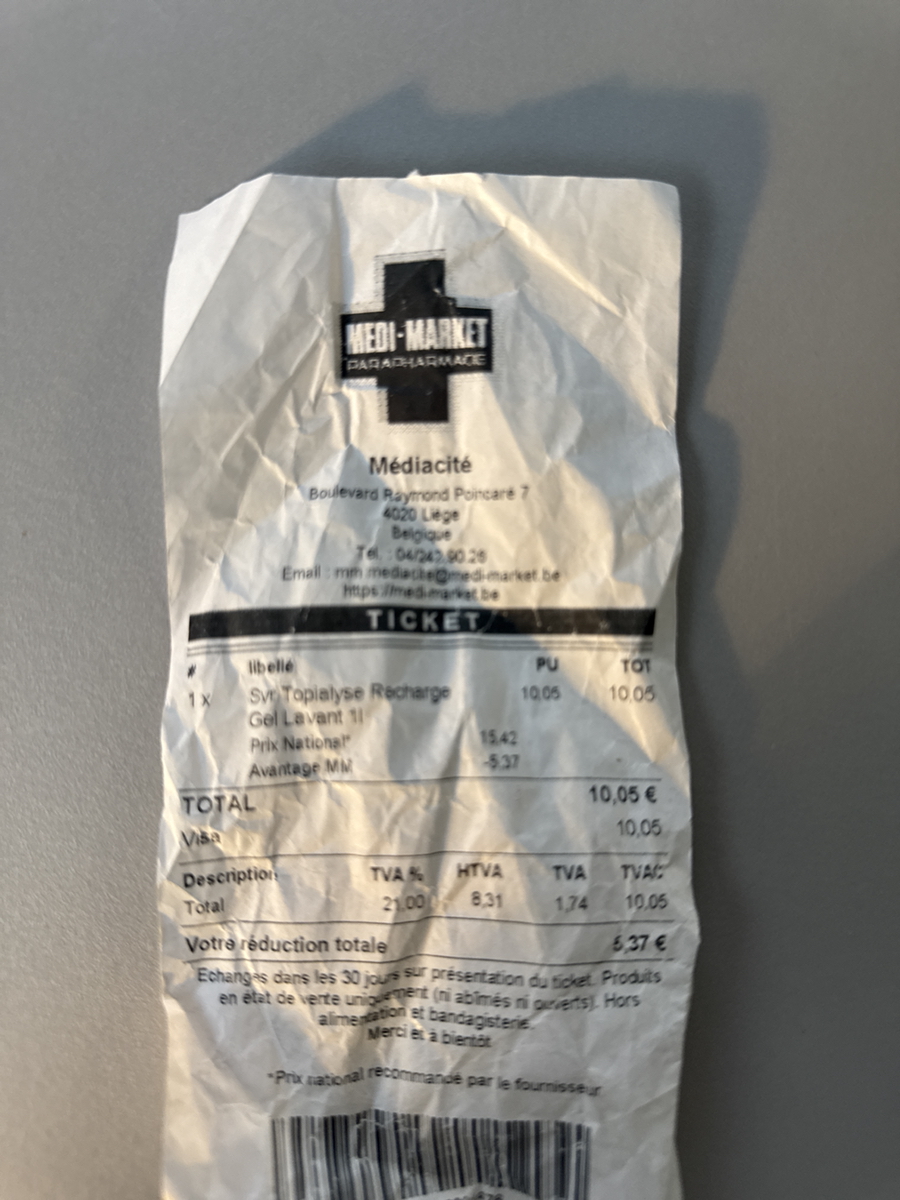 MEDI-MARKET
PARAPHARMACIE
Médiacité
Boulevard Raymond Poincaré 7
4020 Liège
Belgique
Tél. : 04/
Email : mm.mediacite@medi-market.be
https://medi-market.be
TICKET
# libellé PU TOT
1 x Svr Topialyse Recharge 10,05 10,05
Gel Lavant 1l
Prix National* 15,42
Avantage MM -5,37
TOTAL 10,05 €
Visa 10,05
Description TVA % HTVA TVA TVAC
Total 21,00 8,31 1,74 10,05
Votre réduction totale 5,37 €
Echanges dans les 30 jours sur présentation du ticket. Produits
en état de vente uniquement (ni abîmés ni ouverts). Hors
alimentation et bandagisterie.
Merci et à bientôt
*Prix national recommandé par le fournisseur